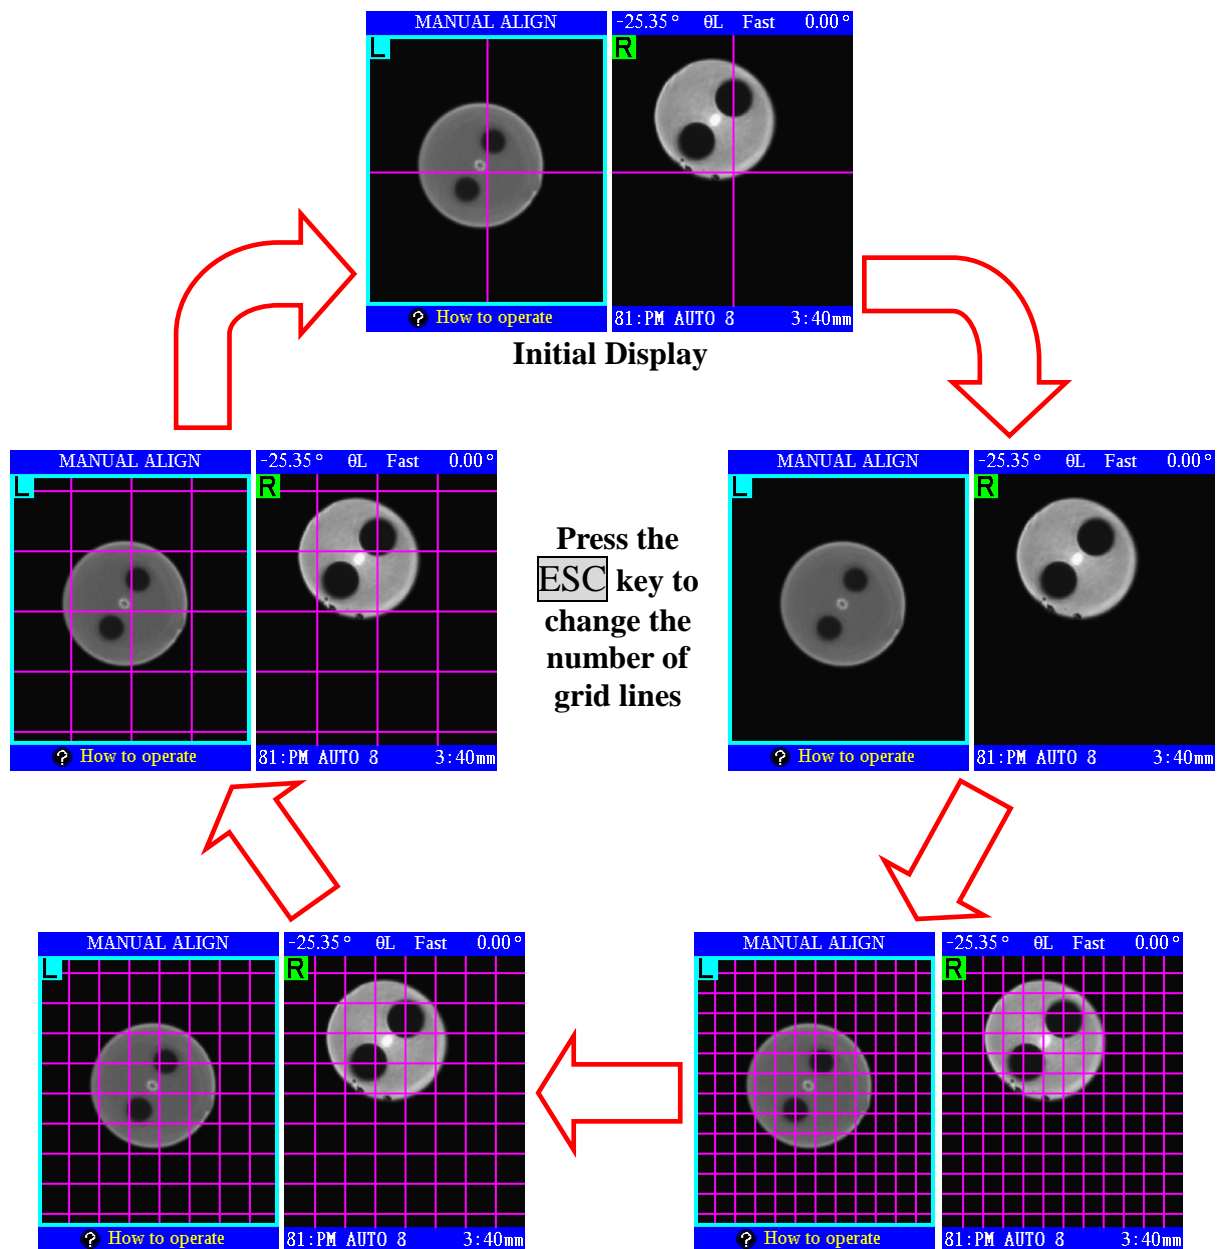 MANUAL ALIGN
-25.35° θL Fast 0.00°
L
R
? How to operate
81:PM AUTO 8 3:40mm
Initial Display
MANUAL ALIGN
-25.35° θL Fast 0.00°
L
R
? How to operate
81:PM AUTO 8 3:40mm
Press the
ESC key to
change the
number of
grid lines
MANUAL ALIGN
-25.35° θL Fast 0.00°
L
R
? How to operate
81:PM AUTO 8 3:40mm
MANUAL ALIGN
-25.35° θL Fast 0.00°
L
R
? How to operate
81:PM AUTO 8 3:40mm
MANUAL ALIGN
-25.35° θL Fast 0.00°
L
R
? How to operate
81:PM AUTO 8 3:40mm